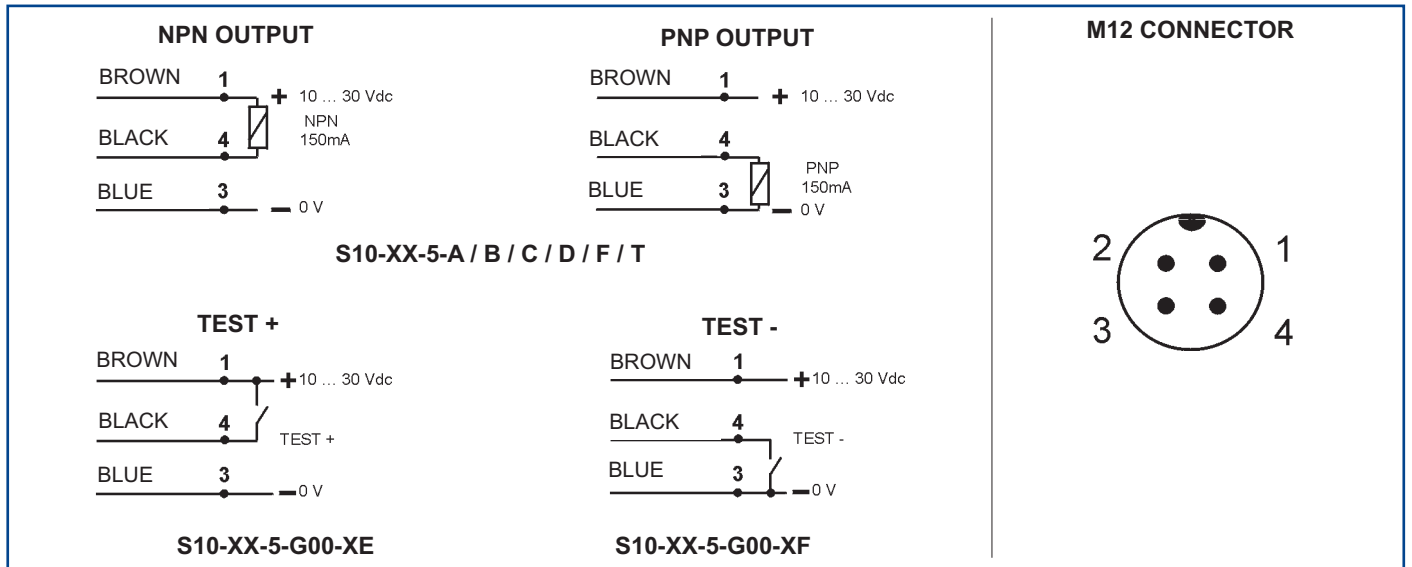 NPN OUTPUT
BROWN 1
+ 10 ... 30 Vdc
NPN
150mA
BLACK 4
BLUE 3
− 0 V
PNP OUTPUT
BROWN 1
+ 10 ... 30 Vdc
BLACK 4
PNP
150mA
BLUE 3
− 0 V
S10-XX-5-A / B / C / D / F / T
TEST +
BROWN 1
+ 10 ... 30 Vdc
BLACK 4
TEST +
BLUE 3
− 0 V
S10-XX-5-G00-XE
TEST -
BROWN 1
+ 10 ... 30 Vdc
BLACK 4
TEST -
BLUE 3
− 0 V
S10-XX-5-G00-XF
M12 CONNECTOR
2 1
3 4